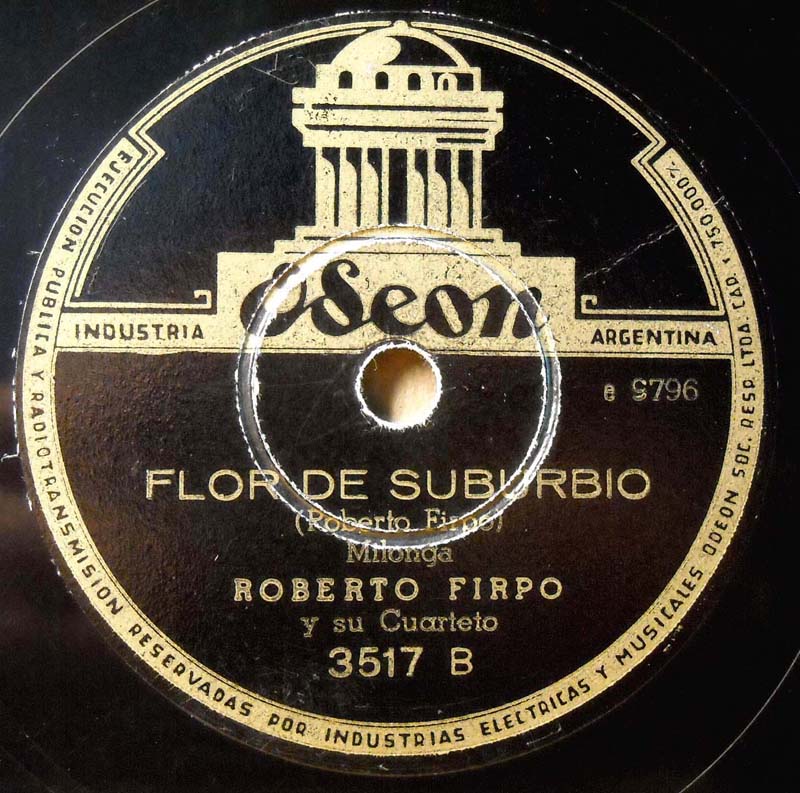 Odeon
INDUSTRIA
ARGENTINA
e 9796
FLOR DE SUBURBIO
(Roberto Firpo)
Milonga
ROBERTO FIRPO
y su Cuarteto
3517 B
EJECUCION PUBLICA Y RADIOTRANSMISION RESERVADAS POR INDUSTRIAS ELECTRICAS Y MUSICALES ODEON SOC. RESP. LTDA CAP. 1.750.000%